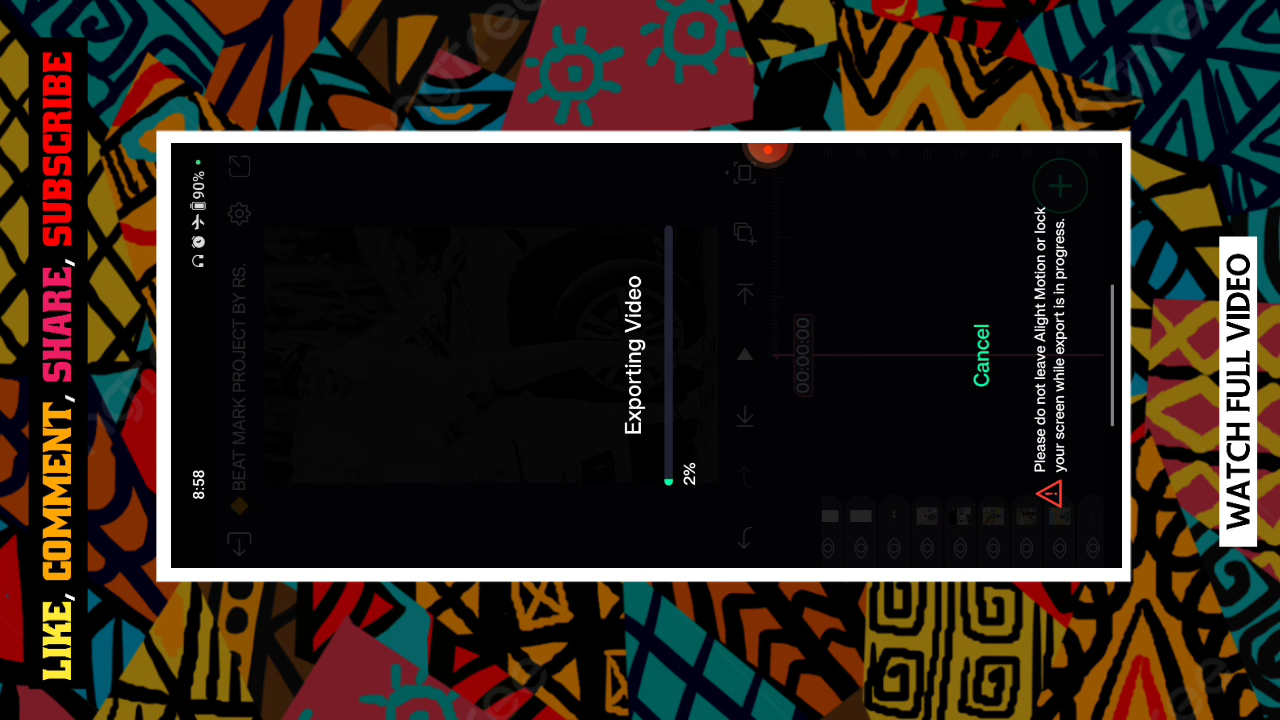 LIKE, COMMENT, SHARE, SUBSCRIBE
8:58
90%
BEAT MARK PROJECT BY RS.
Exporting Video
2%
00:00:00
Cancel
Please do not leave Alight Motion or lock
your screen while export is in progress.
WATCH FULL VIDEO